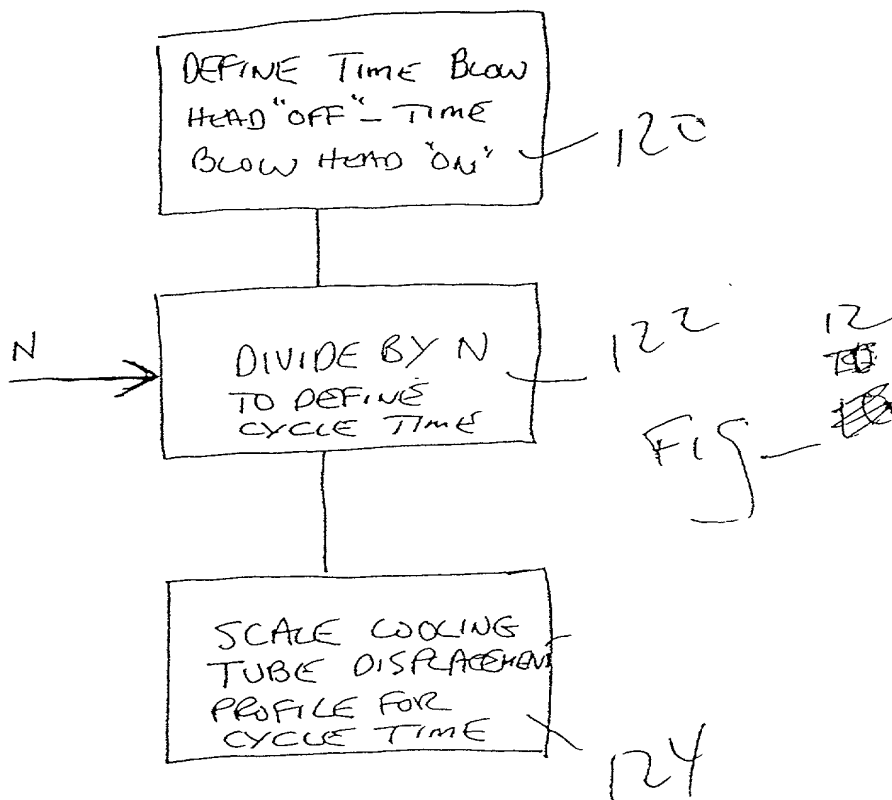 DEFINE TIME BLOW
HEAD "OFF" - TIME
BLOW HEAD "ON"
120
N
DIVIDE BY N
TO DEFINE
CYCLE TIME
122
Fig
12
SCALE COOLING
TUBE DISPLACEMENT
PROFILE FOR
CYCLE TIME
124